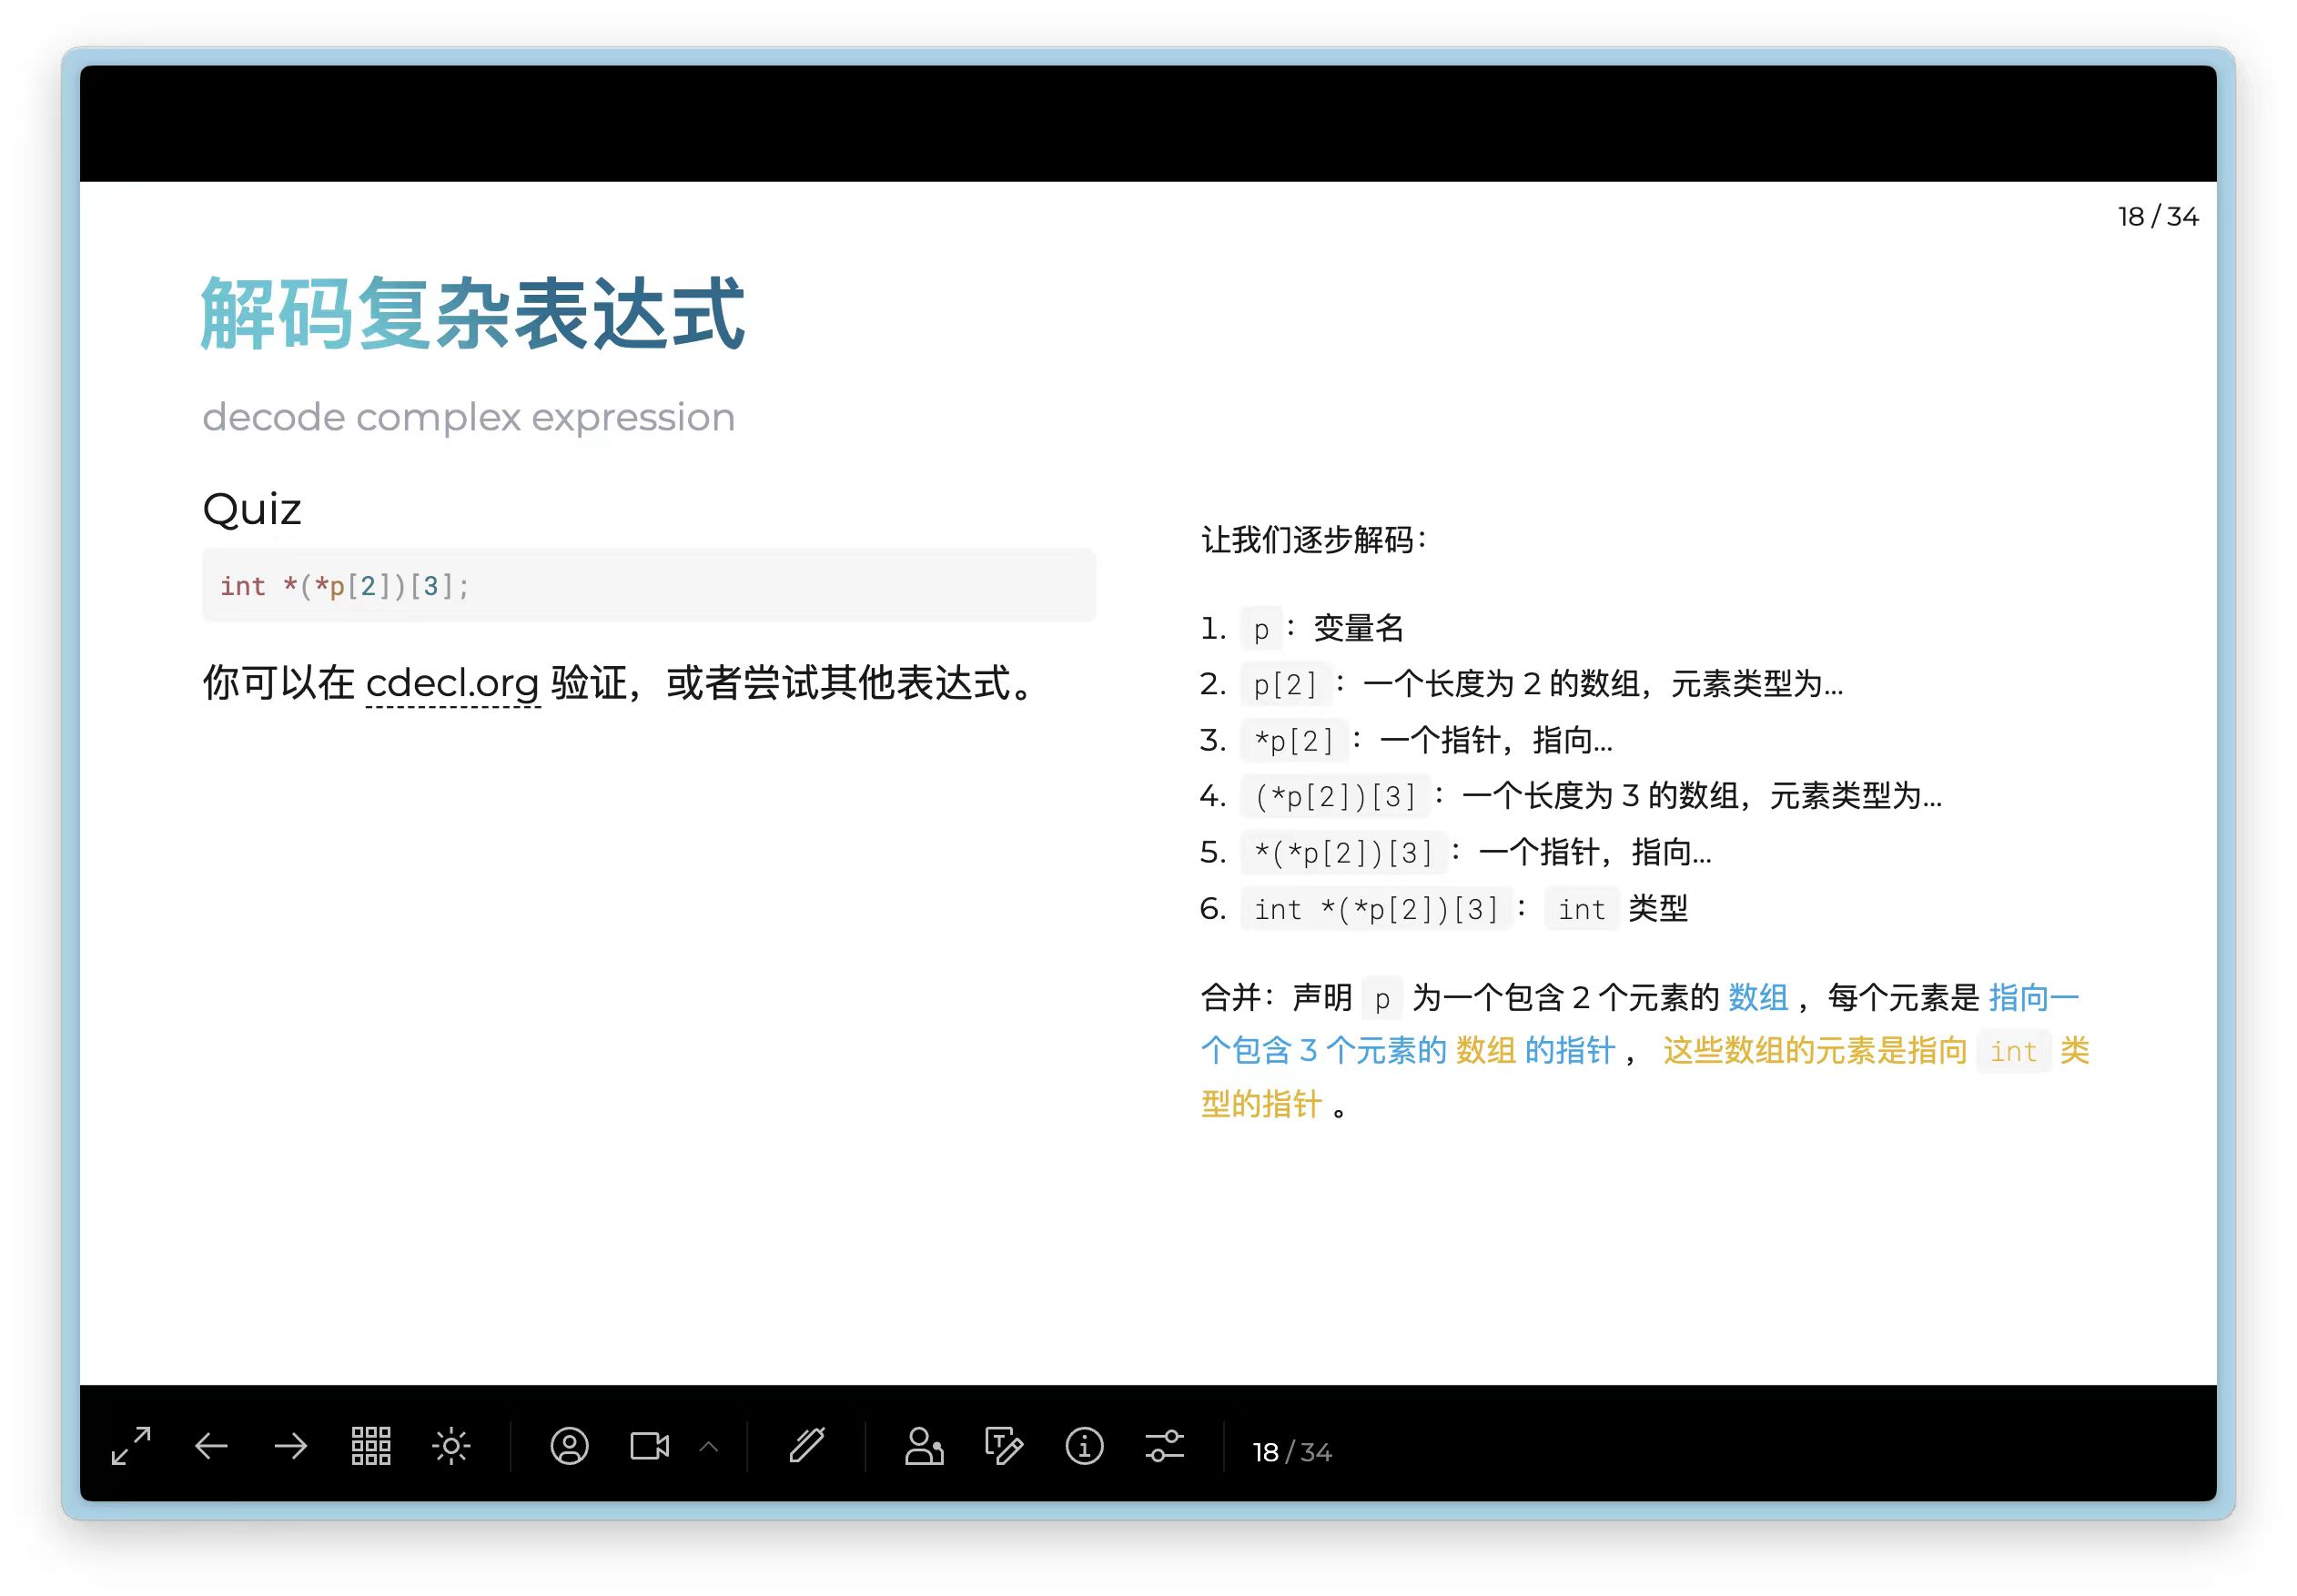 18 / 34
解码复杂表达式
decode complex expression
Quiz
int *(*p[2])[3];
你可以在 cdecl.org 验证，或者尝试其他表达式。
让我们逐步解码：
1. p： 变量名
2. p[2]： 一个长度为 2 的数组，元素类型为...
3. *p[2]： 一个指针，指向...
4. (*p[2])[3]： 一个长度为 3 的数组，元素类型为...
5. *(*p[2])[3]： 一个指针，指向...
6. int *(*p[2])[3]： int 类型
合并：声明 p 为一个包含 2 个元素的 数组 ，每个元素是 指向一
个包含 3 个元素的 数组 的指针 ， 这些数组的元素是指向 int 类
型的指针 。
18 / 34